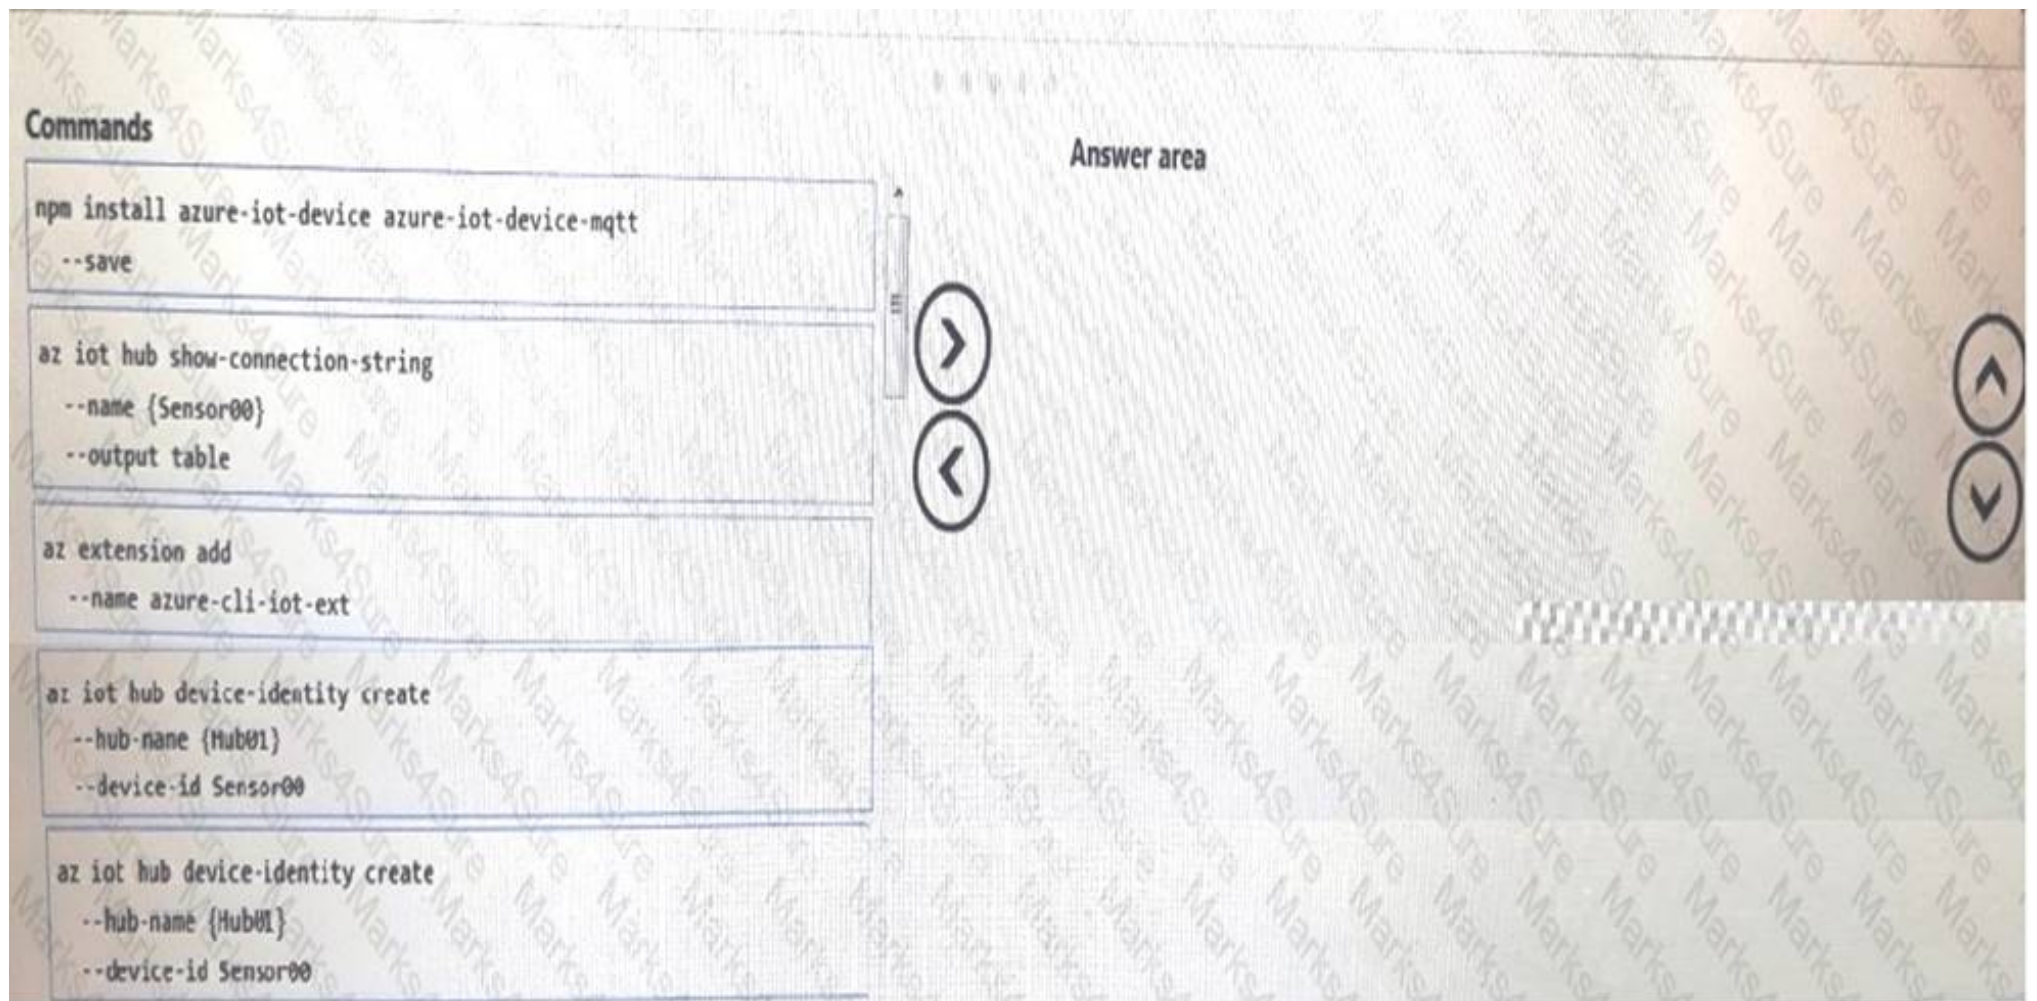 Commands
Answer area
npm install azure-iot-device azure-iot-device-mqtt
--save
az iot hub show-connection-string
--name {Sensor00}
--output table
az extension add
--name azure-cli-iot-ext
az iot hub device-identity create
--hub-name {Hub01}
--device-id Sensor00
az iot hub device-identity create
--hub-name {Hub01}
--device-id Sensor00
Marks4Sure